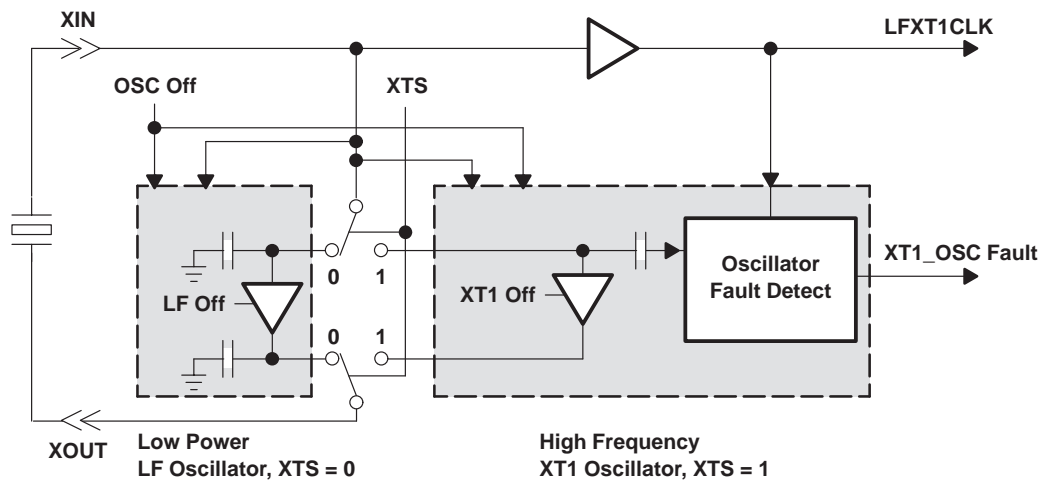 XIN
LFXT1CLK
OSC Off
XTS
0
1
LF Off
XT1 Off
Oscillator
Fault Detect
XT1_OSC Fault
0
1
XOUT
Low Power
LF Oscillator, XTS = 0
High Frequency
XT1 Oscillator, XTS = 1